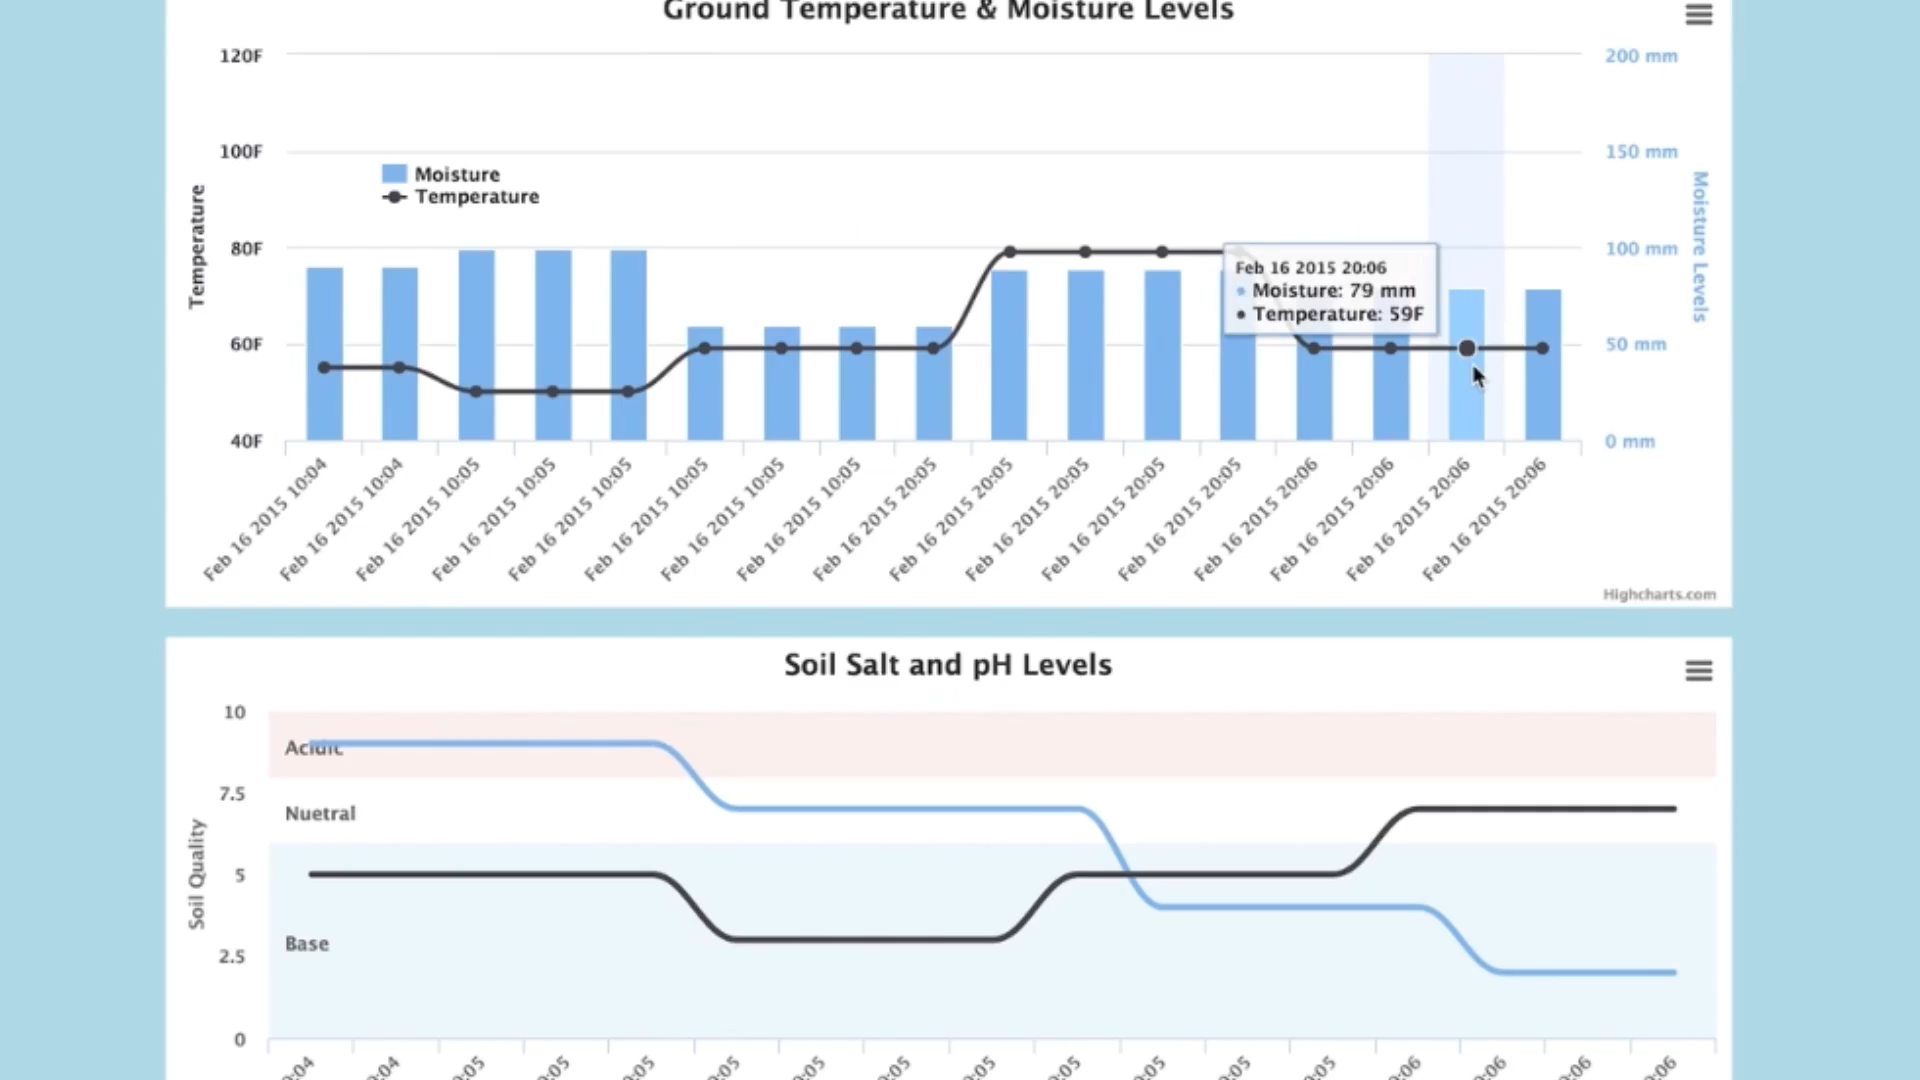 Ground Temperature & Moisture Levels
120F
200 mm
100F
150 mm
Moisture
Temperature
Temperature
Moisture Levels
80F
100 mm
Feb 16 2015 20:06
Moisture: 79 mm
Temperature: 59F
60F
50 mm
40F
0 mm
Feb 16 2015 10:04
Feb 16 2015 10:04
Feb 16 2015 10:05
Feb 16 2015 10:05
Feb 16 2015 10:05
Feb 16 2015 10:05
Feb 16 2015 10:05
Feb 16 2015 10:05
Feb 16 2015 20:05
Feb 16 2015 20:05
Feb 16 2015 20:05
Feb 16 2015 20:05
Feb 16 2015 20:05
Feb 16 2015 20:06
Feb 16 2015 20:06
Feb 16 2015 20:06
Feb 16 2015 20:06
Highcharts.com
Soil Salt and pH Levels
10
Acidic
7.5
Nuetral
Soil Quality
5
Base
2.5
0